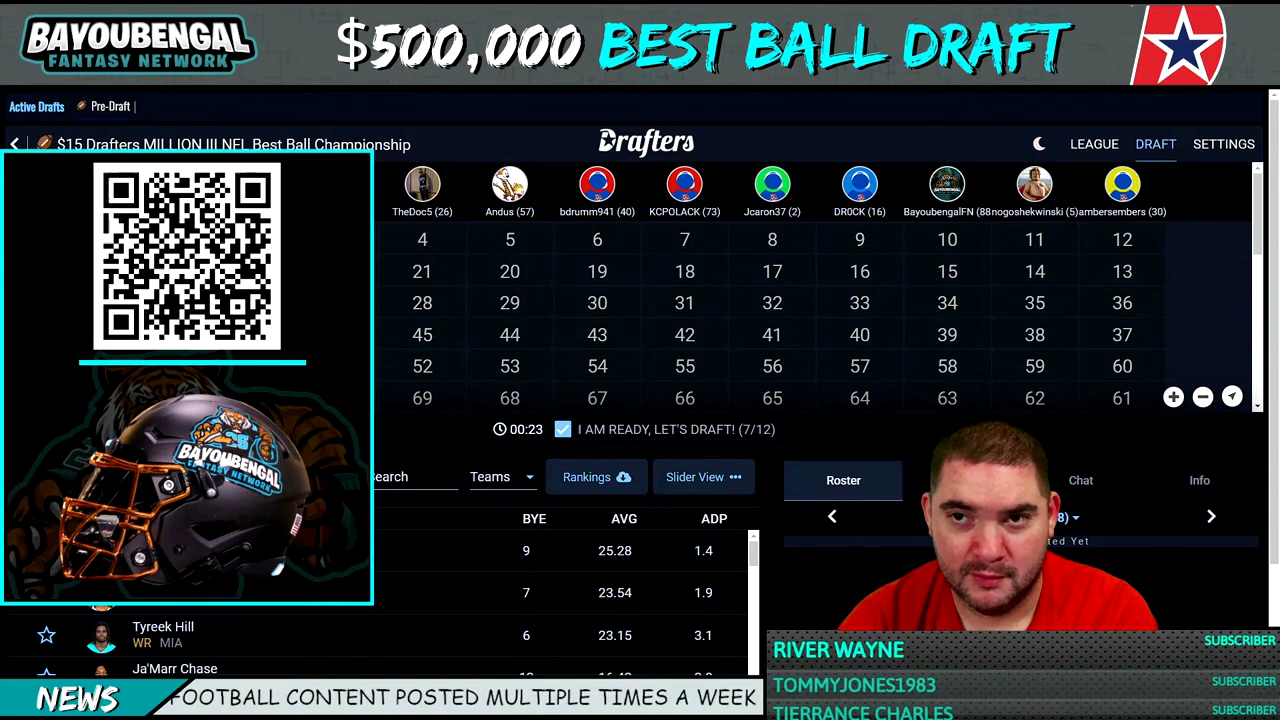 BAYOUBENGAL
FANTASY NETWORK
$500,000 BEST BALL DRAFT
Active Drafts
Pre-Draft
$15 Drafters MILLION III NFL Best Ball Championship
Drafters
LEAGUE DRAFT SETTINGS
TheDoc5 (26) Andus (57) bdrumm941 (40) KCPOLACK (73) Jcaron37 (2) DR0CK (16) BayoubengalFN (88 nogoshekwinski (5) ambersembers (30)
4 5 6 7 8 9 10 11 12
21 20 19 18 17 16 15 14 13
28 29 30 31 32 33 34 35 36
45 44 43 42 41 40 39 38 37
52 53 54 55 56 57 58 59 60
69 68 67 66 65 64 63 62 61
00:23 I AM READY, LET'S DRAFT! (7/12)
BAYOUBENGAL
FANTASY NETWORK
earch Teams Rankings Slider View
Roster Chat Info
8)
ted Yet
BYE AVG ADP
9 25.28 1.4
7 23.54 1.9
Tyreek Hill
WR MIA
6 23.15 3.1
Ja'Marr Chase
RIVER WAYNE SUBSCRIBER
TOMMYJONES1983 SUBSCRIBER
TIERRANCE CHARLES SUBSCRIBER
NEWS
FOOTBALL CONTENT POSTED MULTIPLE TIMES A WEEK